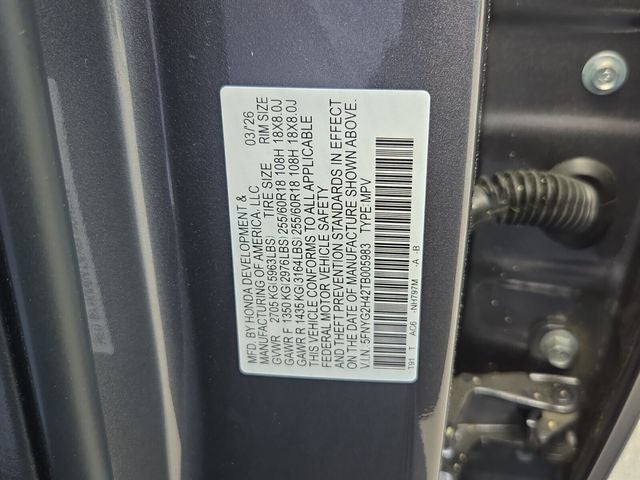 MFD. BY HONDA DEVELOPMENT & 03/26
MANUFACTURING OF AMERICA, LLC
GVWR 2705 KG(5963LBS) TIRE SIZE RIM SIZE
GAWR F 1350 KG(2976LBS) 255/60R18 108H 18X8.0J
GAWR R 1435 KG(3164LBS) 255/60R18 108H 18X8.0J
THIS VEHICLE CONFORMS TO ALL APPLICABLE
FEDERAL MOTOR VEHICLE SAFETY
AND THEFT PREVENTION STANDARDS IN EFFECT
ON THE DATE OF MANUFACTURE SHOWN ABOVE.
V.I.N. 5FNYG2H42TB005983 TYPE:MPV
T91 T AC6 -NH797M -A -B